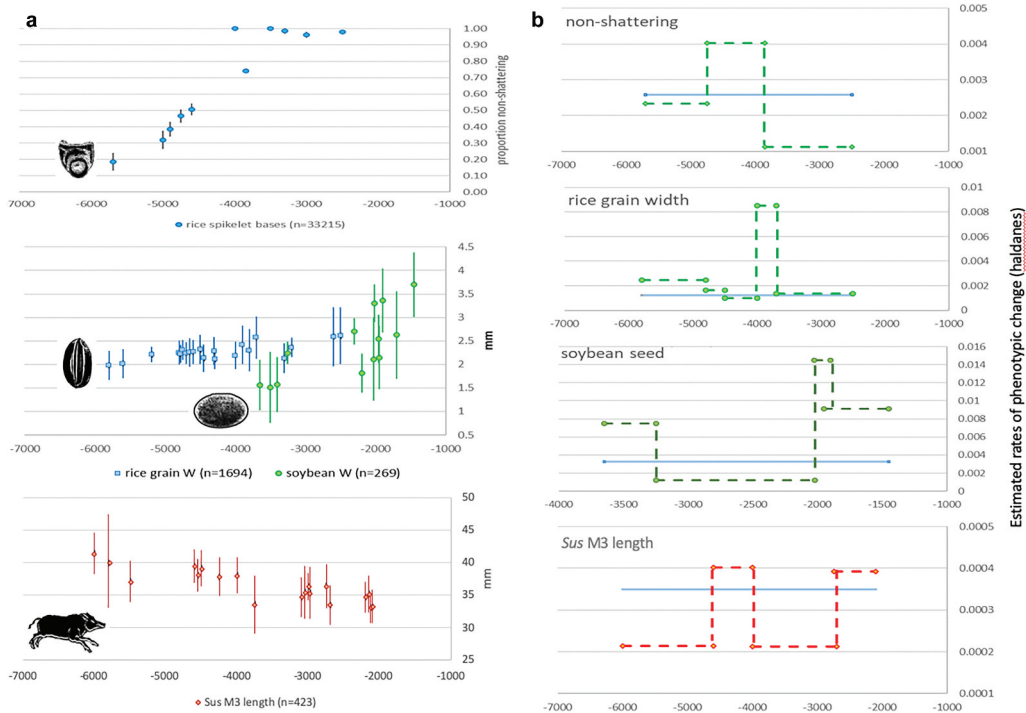 a
1.00
0.90
0.80
0.70
0.60
0.50
0.40
0.30
0.20
0.10
0.00
proportion non-shattering
-7000 -6000 -5000 -4000 -3000 -2000 -1000
rice spikelet bases (n=33215)
4.5
4
3.5
3
2.5
2
1.5
1
0.5
mm
-7000 -6000 -5000 -4000 -3000 -2000 -1000
rice grain W (n=1694) soybean W (n=269)
50
45
40
35
30
25
mm
-7000 -6000 -5000 -4000 -3000 -2000 -1000
Sus M3 length (n=423)
b
non-shattering
0.005
0.004
0.003
0.002
0.001
-7000 -6000 -5000 -4000 -3000 -2000 -1000
rice grain width
0.01
0.008
0.006
0.004
0.002
0
-7000 -6000 -5000 -4000 -3000 -2000 -1000
soybean seed
0.016
0.014
0.012
0.01
0.008
0.006
0.004
0.002
0
-4000 -3500 -3000 -2500 -2000 -1500 -1000
Sus M3 length
0.0005
0.0004
0.0003
0.0002
0.0001
-7000 -6000 -5000 -4000 -3000 -2000 -1000
Estimated rates of phenotypic change (haldanes)